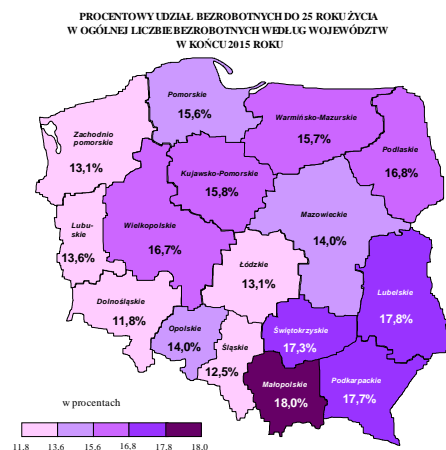 PROCENTOWY UDZIAŁ BEZROBOTNYCH DO 25 ROKU ŻYCIA
W OGÓLNEJ LICZBIE BEZROBOTNYCH WEDŁUG WOJEWÓDZTW
W KOŃCU 2015 ROKU
Pomorskie
15,6%
Warmińsko-Mazurskie
15,7%
Zachodnio
pomorskie
13,1%
Podlaskie
16,8%
Kujawsko-Pomorskie
15,8%
Mazowieckie
14,0%
Lubu-
skie
13,6%
Wielkopolskie
16,7%
Łódzkie
13,1%
Lubelskie
17,8%
Dolnośląskie
11,8%
Opolskie
14,0%
Śląskie
12,5%
Świętokrzyskie
17,3%
Małopolskie
18,0%
Podkarpackie
17,7%
w procentach
11.8 13.6 15.6 16.8 17.8 18.0